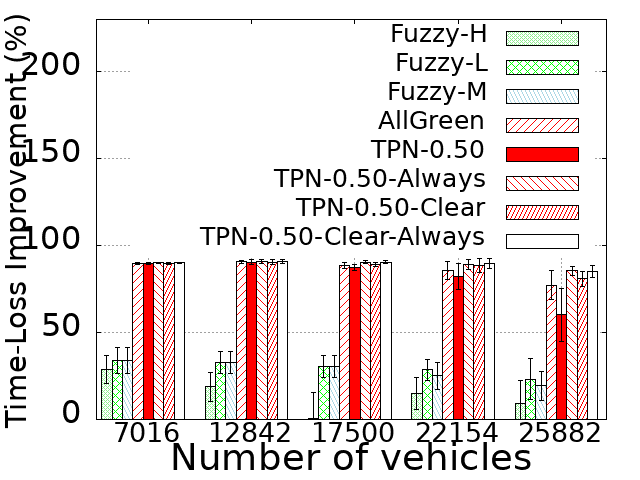 Time-Loss Improvement (%)
200
150
100
50
0
Fuzzy-H
Fuzzy-L
Fuzzy-M
AllGreen
TPN-0.50
TPN-0.50-Always
TPN-0.50-Clear
TPN-0.50-Clear-Always
7016 12842 17500 22154 25882
Number of vehicles